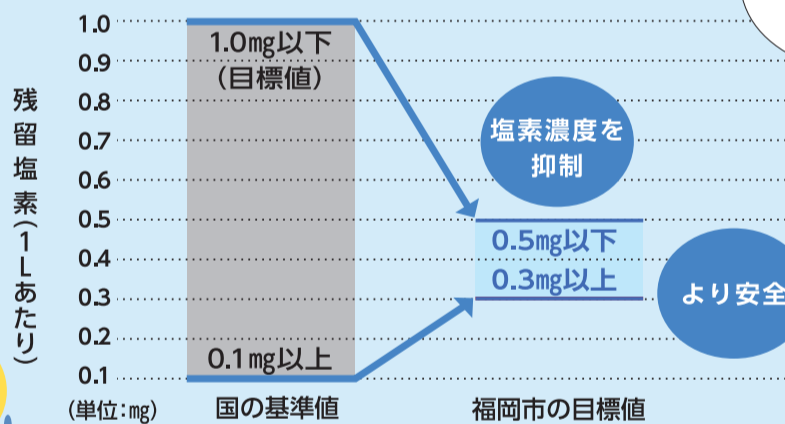 残留塩素(1Lあたり)
1.0
0.9
0.8
0.7
0.6
0.5
0.4
0.3
0.2
0.1
(単位:㎎)
1.0㎎以下
(目標値)
0.1㎎以上
国の基準値
塩素濃度を
抑制
0.5㎎以下
0.3㎎以上
福岡市の目標値
より安全